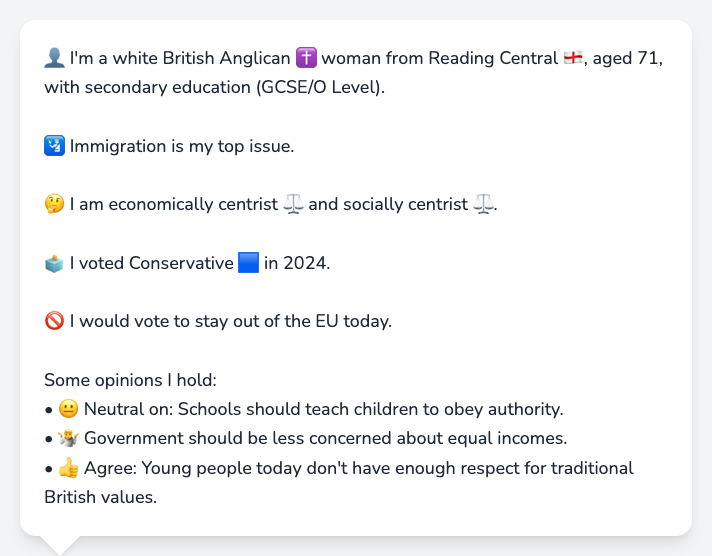 👤 I'm a white British Anglican ✝️ woman from Reading Central 🏴󠁧󠁢󠁥󠁮󠁧󠁿, aged 71,
with secondary education (GCSE/O Level).
🛂 Immigration is my top issue.
🤔 I am economically centrist ⚖️ and socially centrist ⚖️.
🗳️ I voted Conservative 🟦 in 2024.
🚫 I would vote to stay out of the EU today.
Some opinions I hold:
• 😐 Neutral on: Schools should teach children to obey authority.
• 🤷 Government should be less concerned about equal incomes.
• 👍 Agree: Young people today don't have enough respect for traditional
British values.